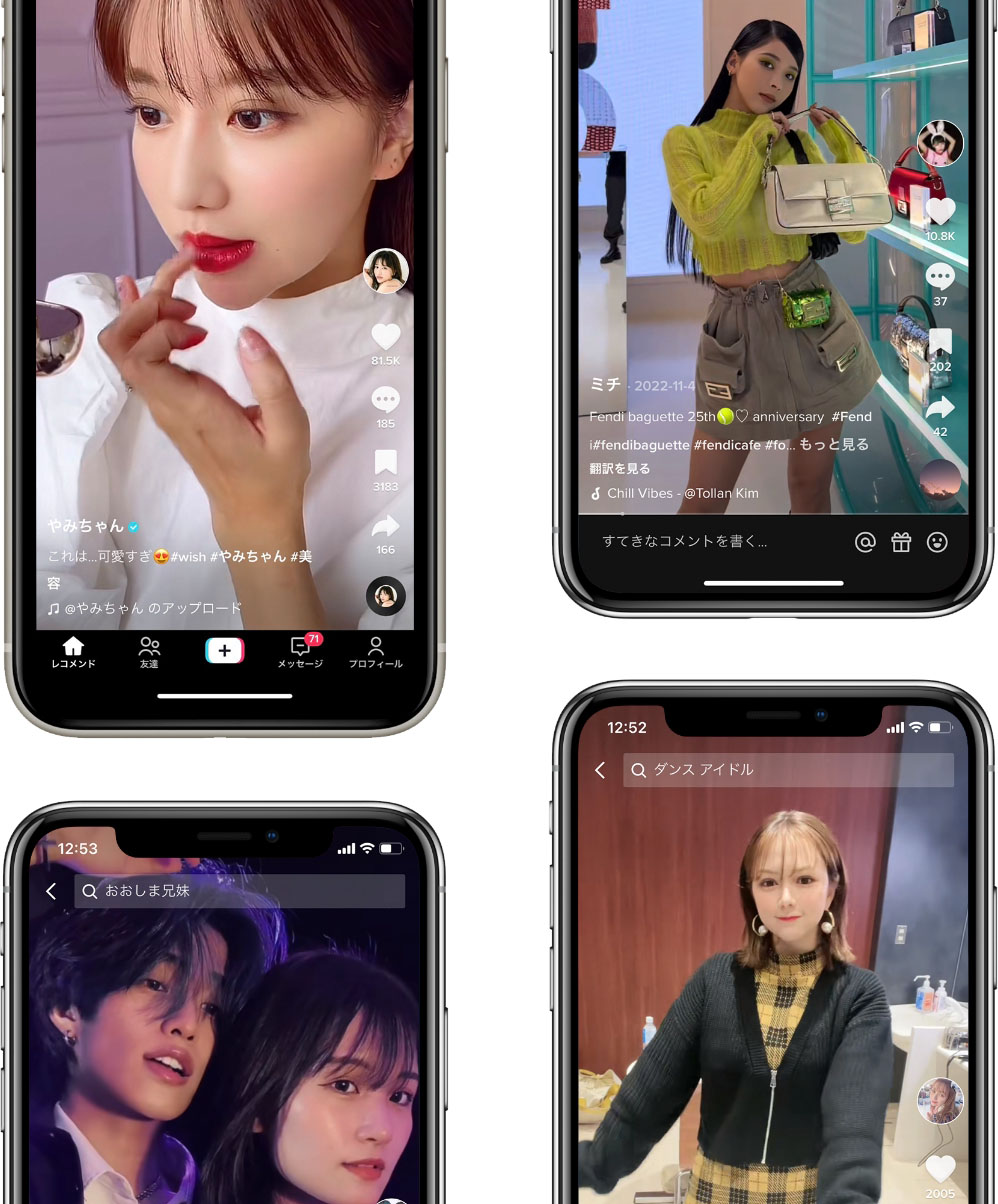 81.5K
185
3183
やみちゃん
166
これは...可愛すぎ😍#wish #やみちゃん #美
容
@やみちゃん のアップロード
レコメンド
友達
71
メッセージ
プロフィール
10.8K
37
202
ミチ - 2022-11-4
Fendi baguette 25th🎾♡ anniversary #Fend
i#fendibaguette #fendicafe #fo... もっと見る
42
翻訳を見る
Chill Vibes - @Tollan Kim
すてきなコメントを書く...
12:53
おおしま兄妹
12:52
ダンス アイドル
2005